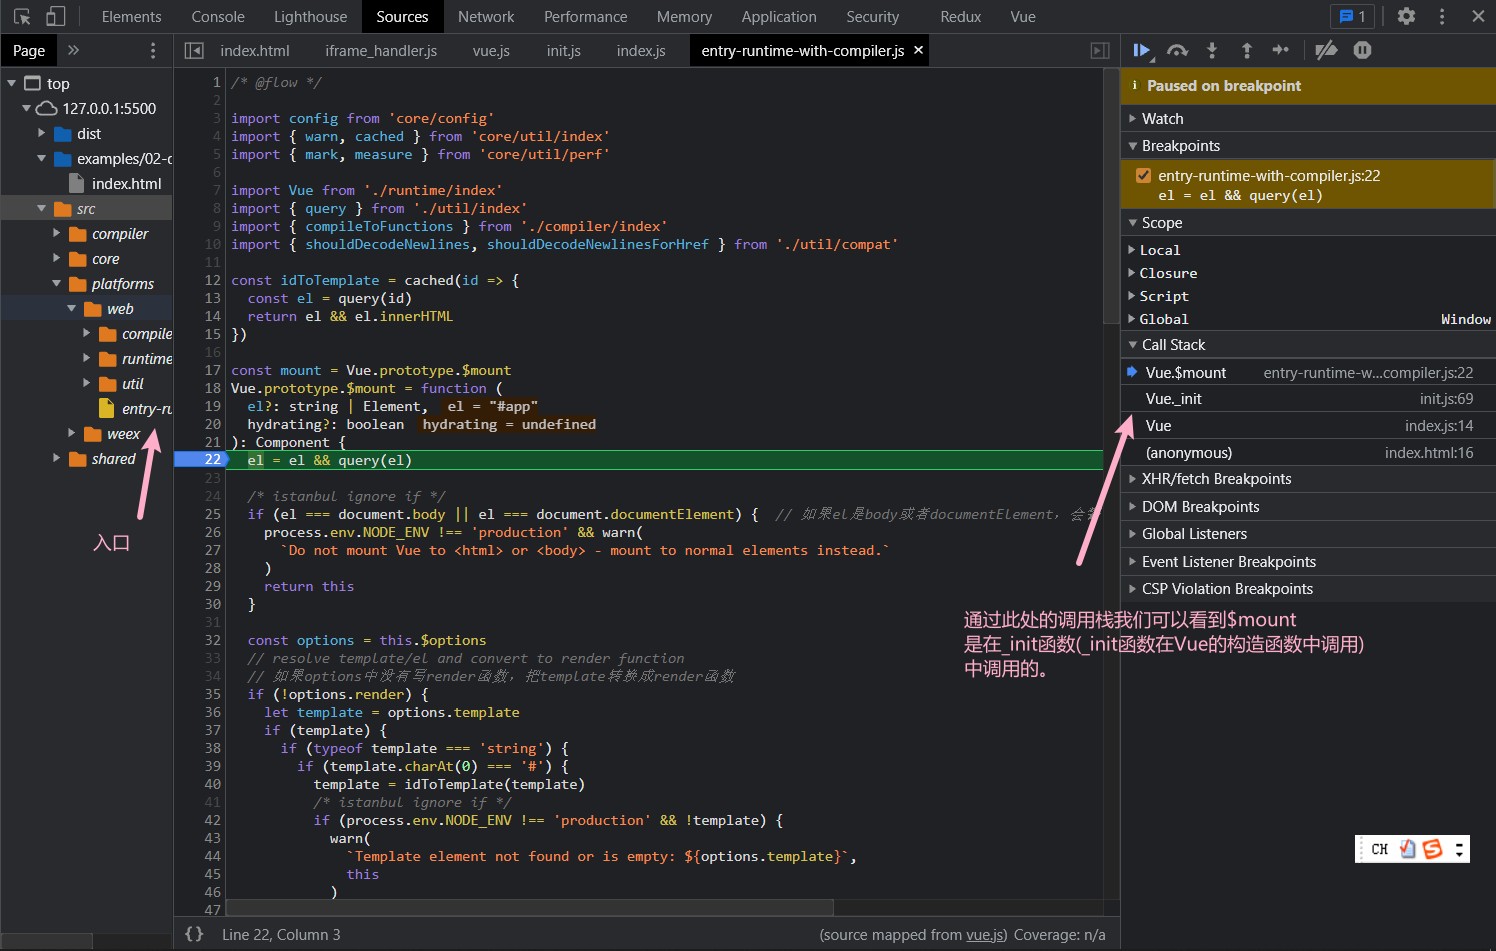 Elements Console Lighthouse Sources Network Performance Memory Application Security Redux Vue 1
Page
index.html iframe_handler.js vue.js init.js index.js entry-runtime-with-compiler.js
top
127.0.0.1:5500
dist
examples/02-
index.html
src
compiler
core
platforms
web
compile
runtime
util
entry-ru
weex
shared
入口
1 /* @flow */
2
3 import config from 'core/config'
4 import { warn, cached } from 'core/util/index'
5 import { mark, measure } from 'core/util/perf'
6
7 import Vue from './runtime/index'
8 import { query } from './util/index'
9 import { compileToFunctions } from './compiler/index'
10 import { shouldDecodeNewlines, shouldDecodeNewlinesForHref } from './util/compat'
11
12 const idToTemplate = cached(id => {
13 const el = query(id)
14 return el && el.innerHTML
15 })
16
17 const mount = Vue.prototype.$mount
18 Vue.prototype.$mount = function (
19 el?: string | Element, el = "#app"
20 hydrating?: boolean hydrating = undefined
21 ): Component {
22 el = el && query(el)
23
24 /* istanbul ignore if */
25 if (el === document.body || el === document.documentElement) { // 如果el是body或者documentElement，会
26 process.env.NODE_ENV !== 'production' && warn(
27 `Do not mount Vue to <html> or <body> - mount to normal elements instead.`
28 )
29 return this
30 }
31
32 const options = this.$options
33 // resolve template/el and convert to render function
34 // 如果options中没有写render函数，把template转换成render函数
35 if (!options.render) {
36 let template = options.template
37 if (template) {
38 if (typeof template === 'string') {
39 if (template.charAt(0) === '#') {
40 template = idToTemplate(template)
41 /* istanbul ignore if */
42 if (process.env.NODE_ENV !== 'production' && !template) {
43 warn(
44 `Template element not found or is empty: ${options.template}`,
45 this
46 )
47
{} Line 22, Column 3 (source mapped from vue.js) Coverage: n/a
Paused on breakpoint
Watch
Breakpoints
entry-runtime-with-compiler.js:22
el = el && query(el)
Scope
Local
Closure
Script
Global Window
Call Stack
Vue.$mount entry-runtime-w…compiler.js:22
Vue._init init.js:69
Vue index.js:14
(anonymous) index.html:16
XHR/fetch Breakpoints
DOM Breakpoints
Global Listeners
Event Listener Breakpoints
CSP Violation Breakpoints
通过此处的调用栈我们可以看到$mount
是在_init函数(_init函数在Vue的构造函数中调用)
中调用的。
CH